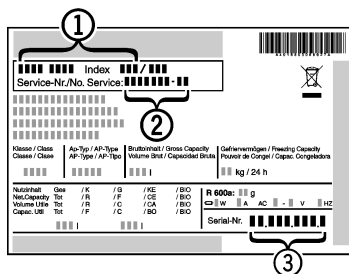 1
Index /
Service-Nr./No. Service: -
2
Klasse / Class
Classe / Clase
Ap-Typ / AP-Type
AP-Type / AP-Tipo
Bruttoinhalt / Gross Capacity
Volume Brut / Capacidad Bruta
Gefriervermögen / Freezing Capacity
Pouvoir de Congel / Capac. Congeladora
l
kg / 24 h
Nutzinhalt Ges / K / G / KE / BIO
Net.Capacity Tot / R / F / CE / BIO
Volume Utile Tot / R / C / CA / BIO
Capac. Util Tot / F / C / BO / BIO
l l
R 600a: g
W A AC - V HZ
Serial-Nr. . .
3